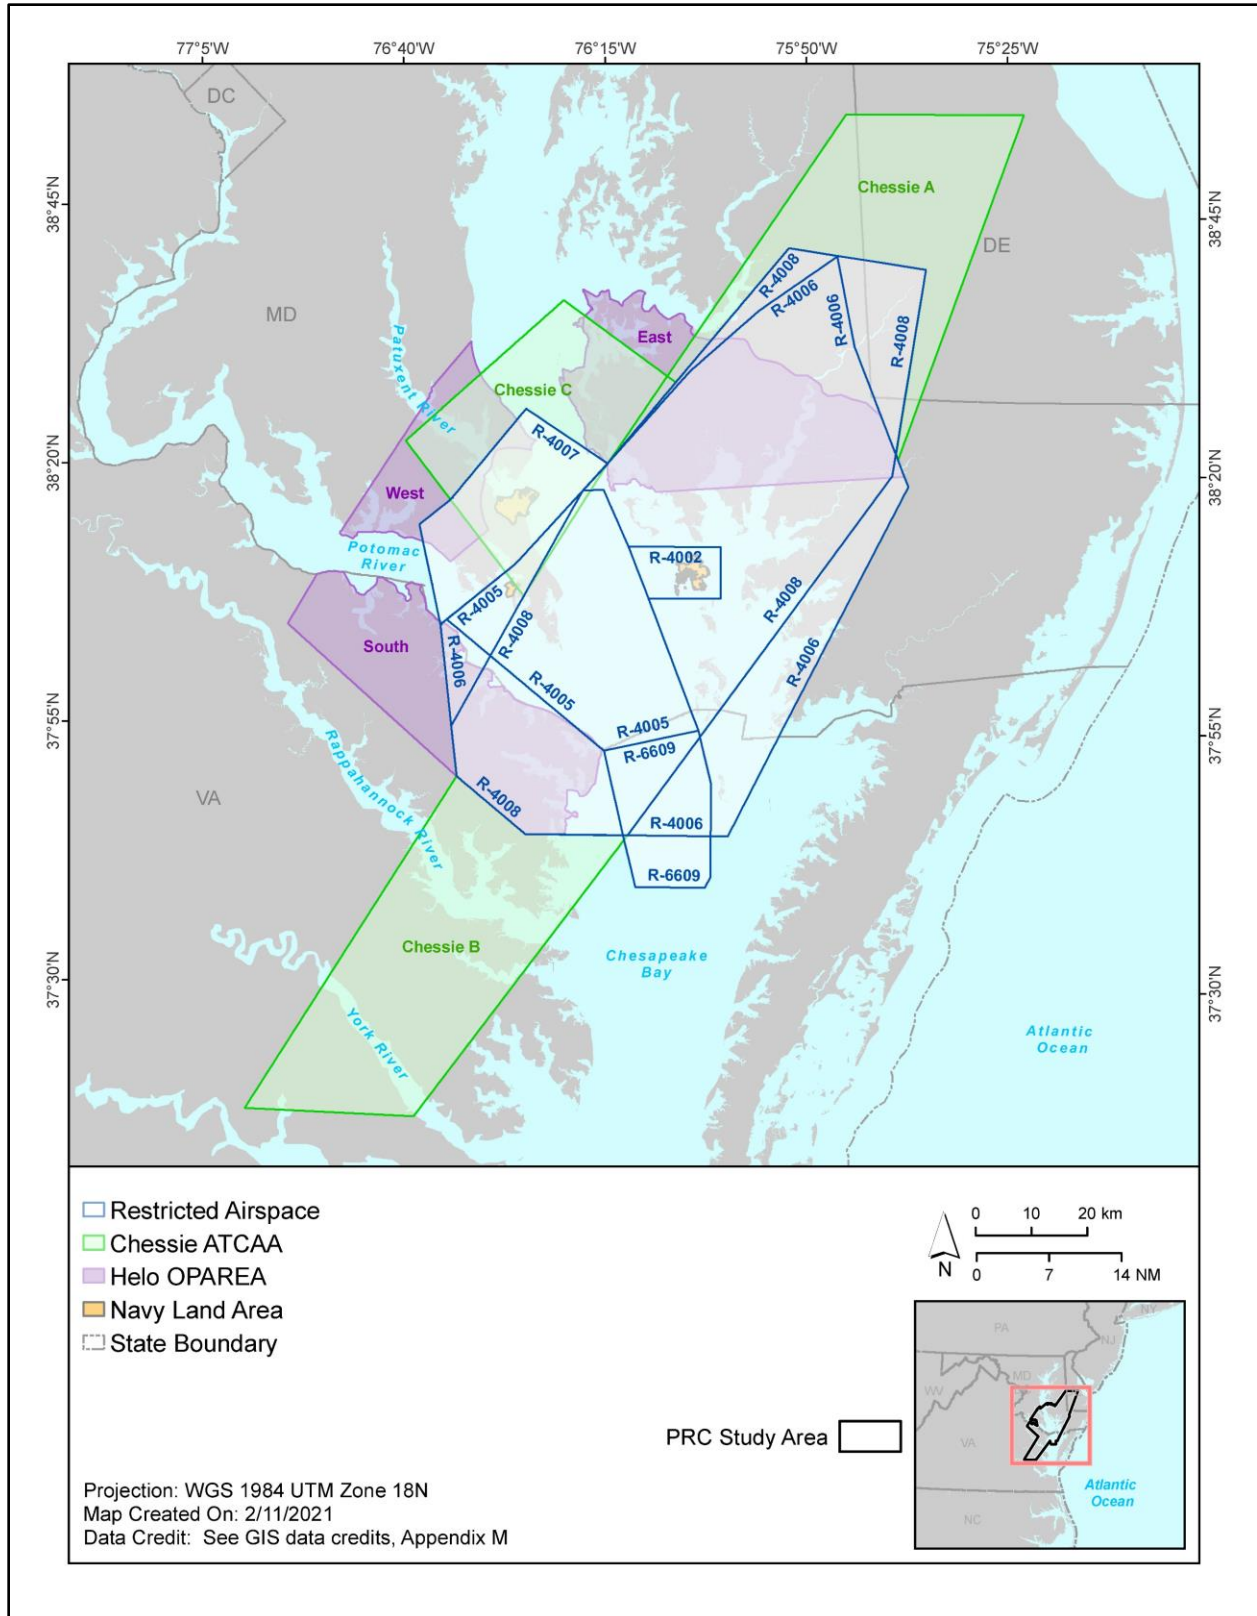 77°5'W
76°40'W
76°15'W
75°50'W
75°25'W
DC
Chessie A
38°45'N
38°45'N
DE
R-4008
R-4006
MD
R-4006
R-4008
Patuxent River
East
Chessie C
R-4007
38°20'N
38°20'N
West
Potomac
River
R-4002
R-4005
R-4008
R-4008
South
R-4006
R-4006
R-4005
R-4005
37°55'N
37°55'N
R-6609
Rappahannock River
VA
R-4008
R-4006
R-6609
Chessie B
Chesapeake
Bay
37°30'N
37°30'N
York River
Atlantic
Ocean
Restricted Airspace
Chessie ATCAA
Helo OPAREA
Navy Land Area
State Boundary
N
0 10 20 km
0 7 14 NM
PRC Study Area
PA
NY
NJ
MD
WV
VA
NC
Atlantic
Ocean
Projection: WGS 1984 UTM Zone 18N
Map Created On: 2/11/2021
Data Credit: See GIS data credits, Appendix M